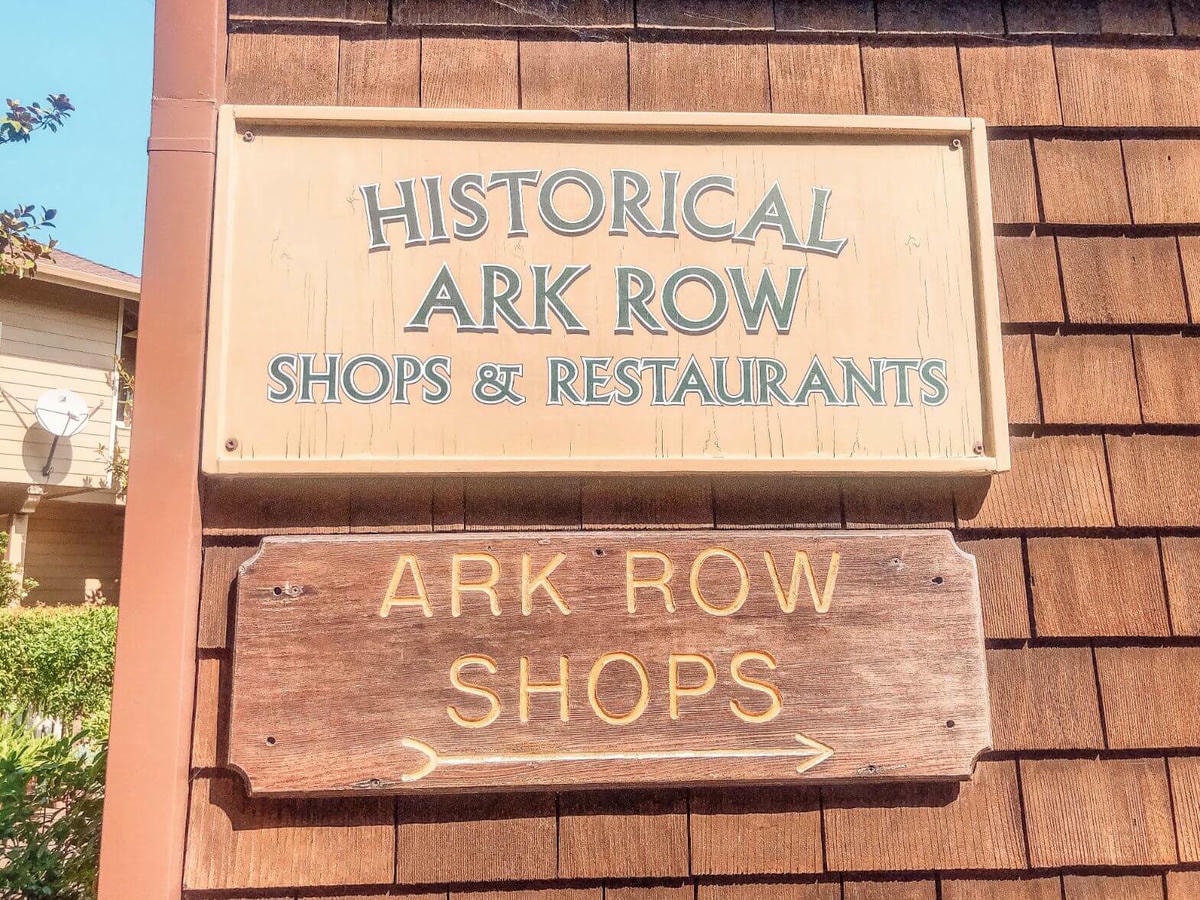 HISTORICAL
ARK ROW
SHOPS & RESTAURANTS
ARK ROW
SHOPS